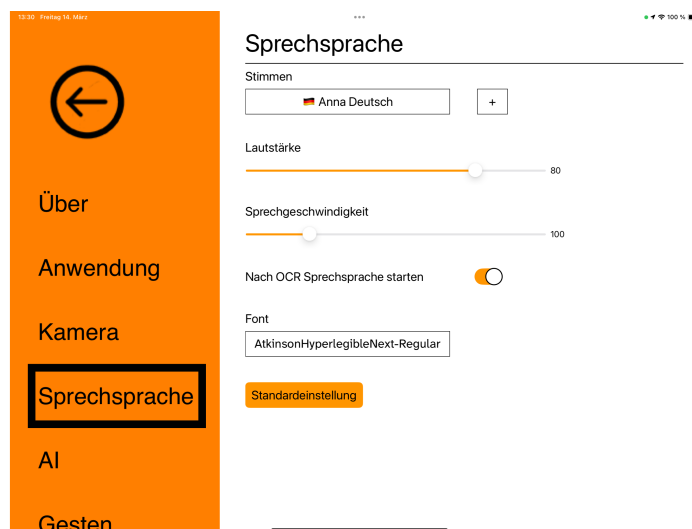 13:30 Freitag 14. März
100 %
Über
Anwendung
Kamera
Sprechsprache
AI
Gesten
Sprechsprache
Stimmen
Anna Deutsch
+
Lautstärke
80
Sprechgeschwindigkeit
100
Nach OCR Sprechsprache starten
Font
AtkinsonHyperlegibleNext-Regular
Standardeinstellung